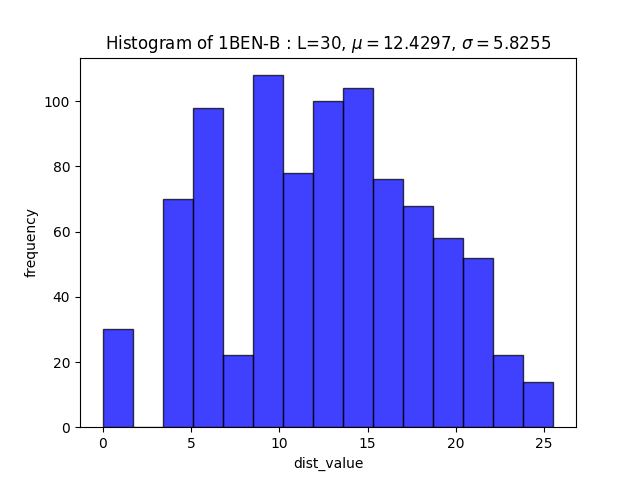 Histogram of 1BEN-B : L=30, μ = 12.4297, σ = 5.8255
frequency
100
80
60
40
20
0
0 5 10 15 20 25
dist_value